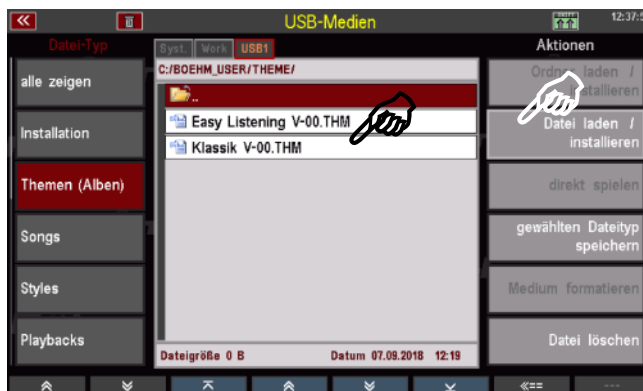 USB-Medien
12:37:
Datei-Typ
Syst. Work USB1
Aktionen
C:/BOEHM_USER/THEME/
alle zeigen
Installation
Themen (Alben)
Songs
Styles
Playbacks
..
Easy Listening V-00.THM
Klassik V-00.THM
Dateigröße 0 B Datum 07.09.2018 12:19
Ordner laden /
installieren
Datei laden /
installieren
direkt spielen
gewählten Dateityp
speichern
Medium formatieren
Datei löschen
«==
---